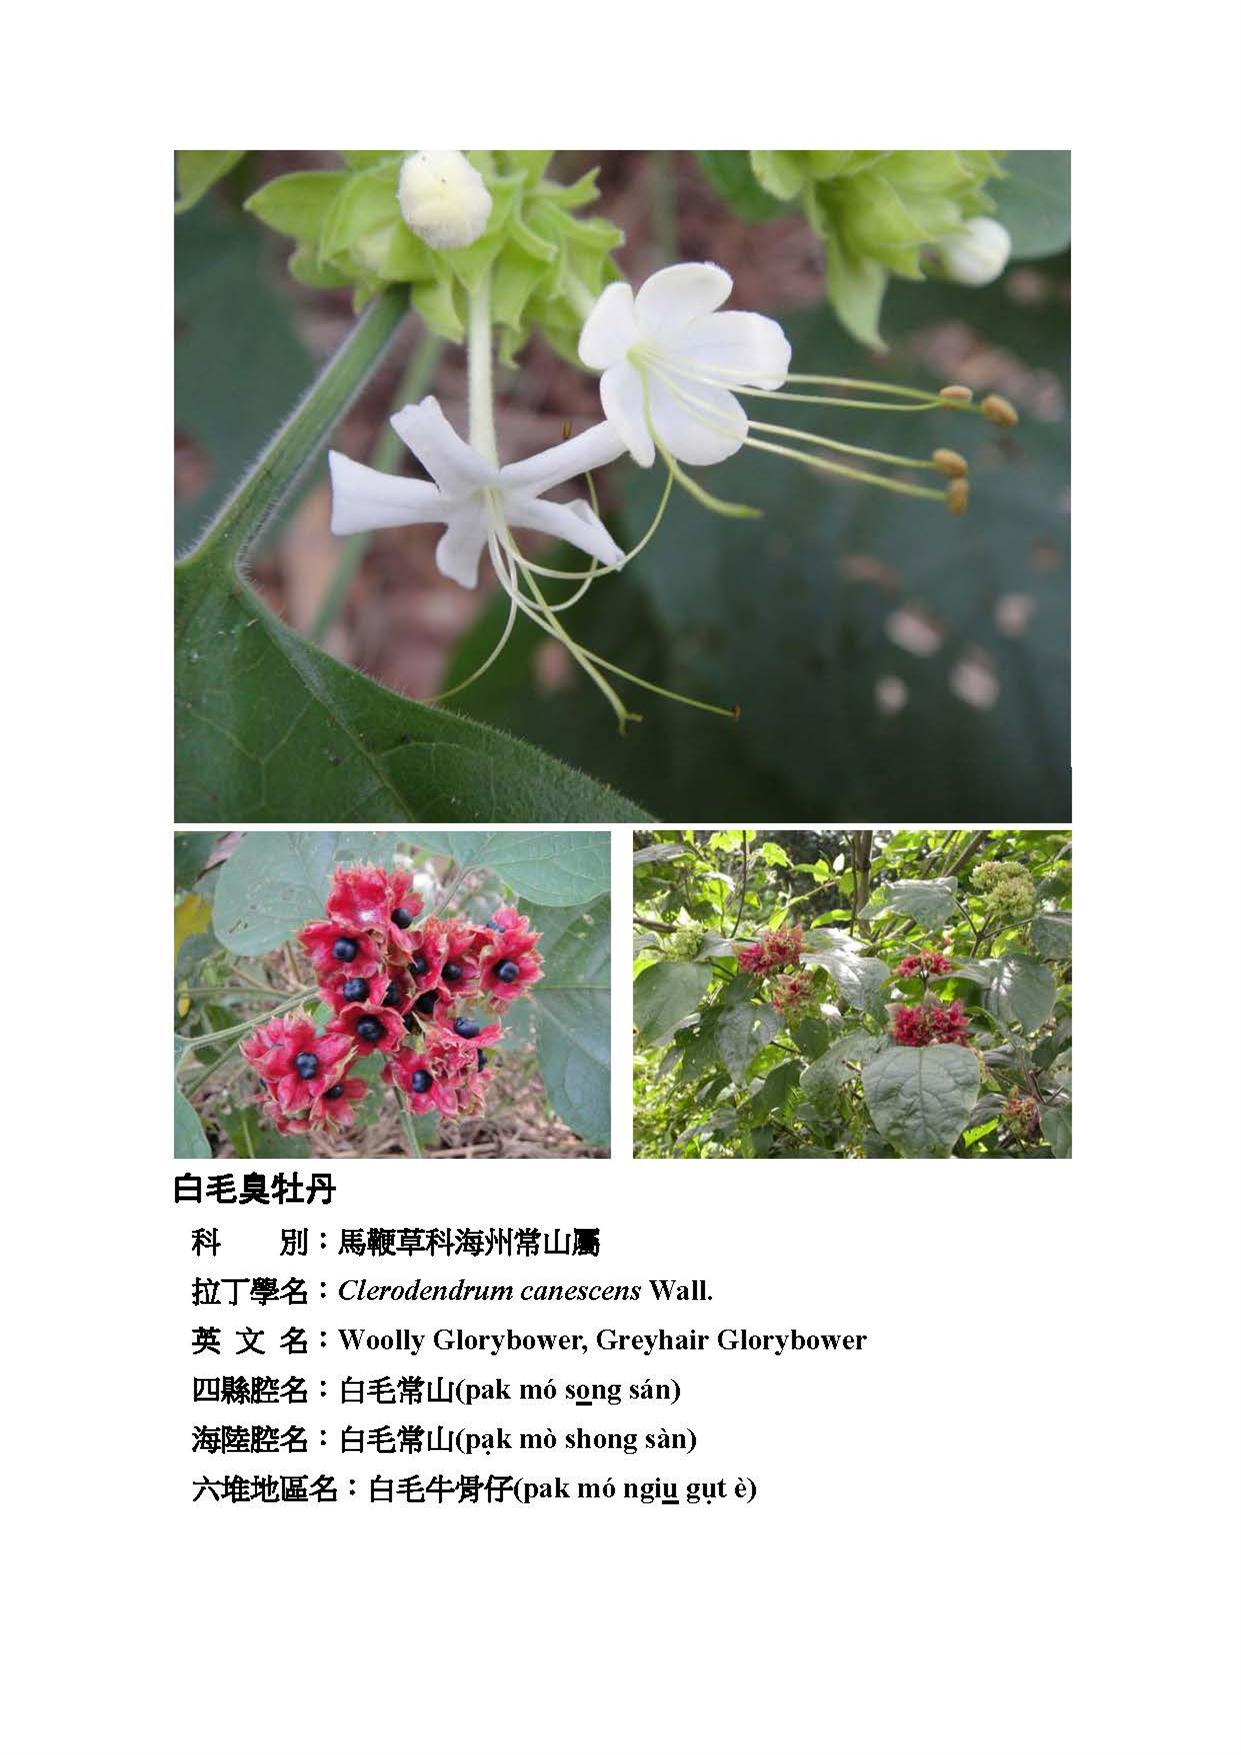 白毛臭牡丹
科　　別：馬鞭草科海州常山屬
拉丁學名：Clerodendrum canescens Wall.
英 文 名：Woolly Glorybower, Greyhair Glorybower
四縣腔名：白毛常山(pak mó so̲ng sán)
海陸腔名：白毛常山(pạk mò shong sàn)
六堆地區名：白毛牛骨仔(pak mó ngiu̲ gụt è)